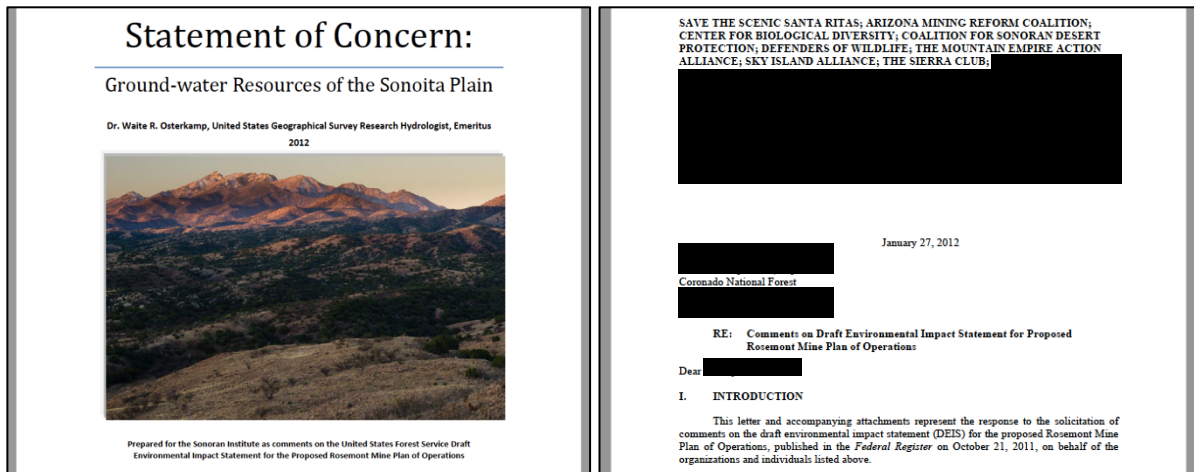 Statement of Concern:
Ground-water Resources of the Sonoita Plain
Dr. Waite R. Osterkamp, United States Geographical Survey Research Hydrologist, Emeritus
2012
Prepared for the Sonoran Institute as comments on the United States Forest Service Draft
Environmental Impact Statement for the Proposed Rosemont Mine Plan of Operations
SAVE THE SCENIC SANTA RITAS; ARIZONA MINING REFORM COALITION;
CENTER FOR BIOLOGICAL DIVERSITY; COALITION FOR SONORAN DESERT
PROTECTION; DEFENDERS OF WILDLIFE; THE MOUNTAIN EMPIRE ACTION
ALLIANCE; SKY ISLAND ALLIANCE; THE SIERRA CLUB;
January 27, 2012
Coronado National Forest
RE: Comments on Draft Environmental Impact Statement for Proposed
Rosemont Mine Plan of Operations
Dear
I. INTRODUCTION
This letter and accompanying attachments represent the response to the solicitation of
comments on the draft environmental impact statement (DEIS) for the proposed Rosemont Mine
Plan of Operations, published in the Federal Register on October 21, 2011, on behalf of the
organizations and individuals listed above.